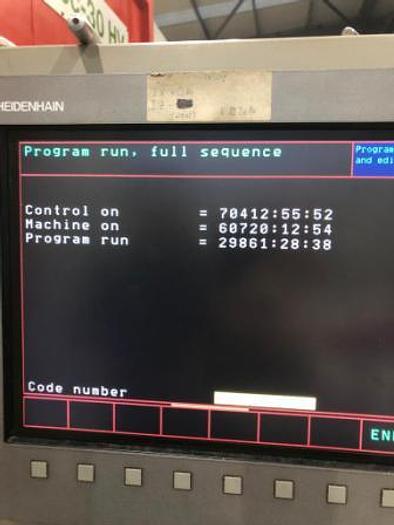 HEIDENHAIN
Program run, full sequence
Program
and edi
Control on = 70412:55:52
Machine on = 60720:12:54
Program run = 29861:28:38
Code number
EN